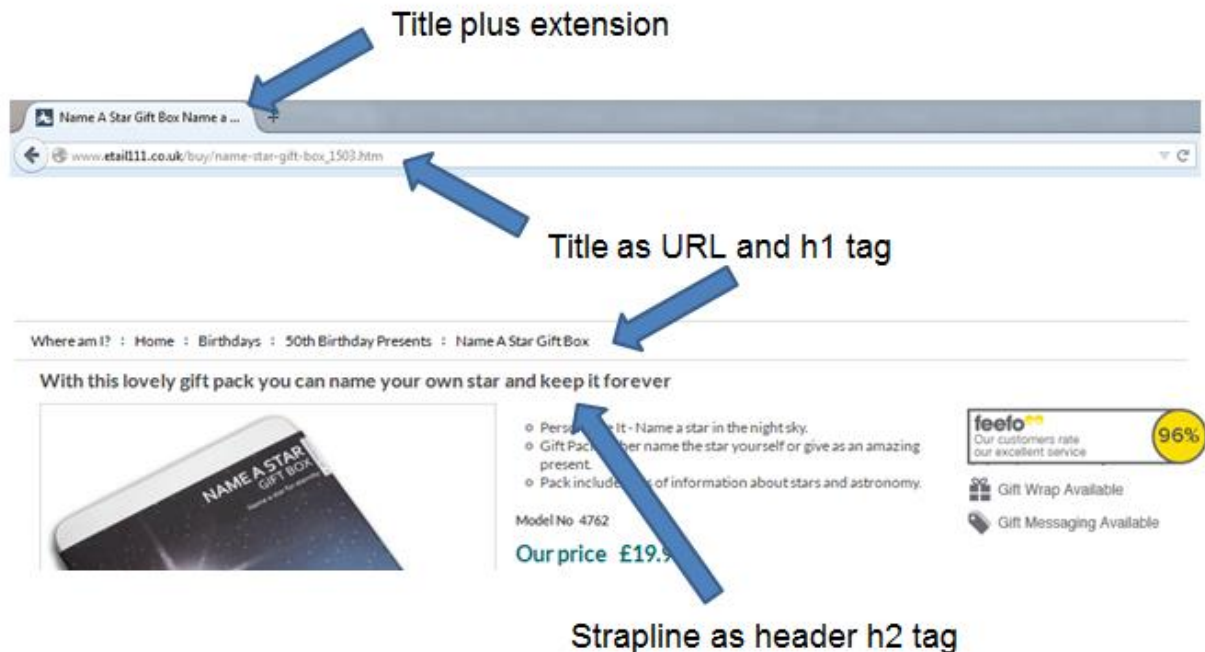 Title plus extension
Name A Star Gift Box Name a ...
www.etail111.co.uk/buy/name-star-gift-box_1503.htm
Title as URL and h1 tag
Where am I? : Home : Birthdays : 50th Birthday Presents : Name A Star Gift Box
With this lovely gift pack you can name your own star and keep it forever
It - Name a star in the night sky.
Gift name the star yourself or give as an amazing
present.
Pack of information about stars and astronomy.
Model No 4762
Our price £19.9
NAME A STAR
GIFT BOX
feefo
Our customers rate
our excellent service
96%
Gift Wrap Available
Gift Messaging Available
Strapline as header h2 tag